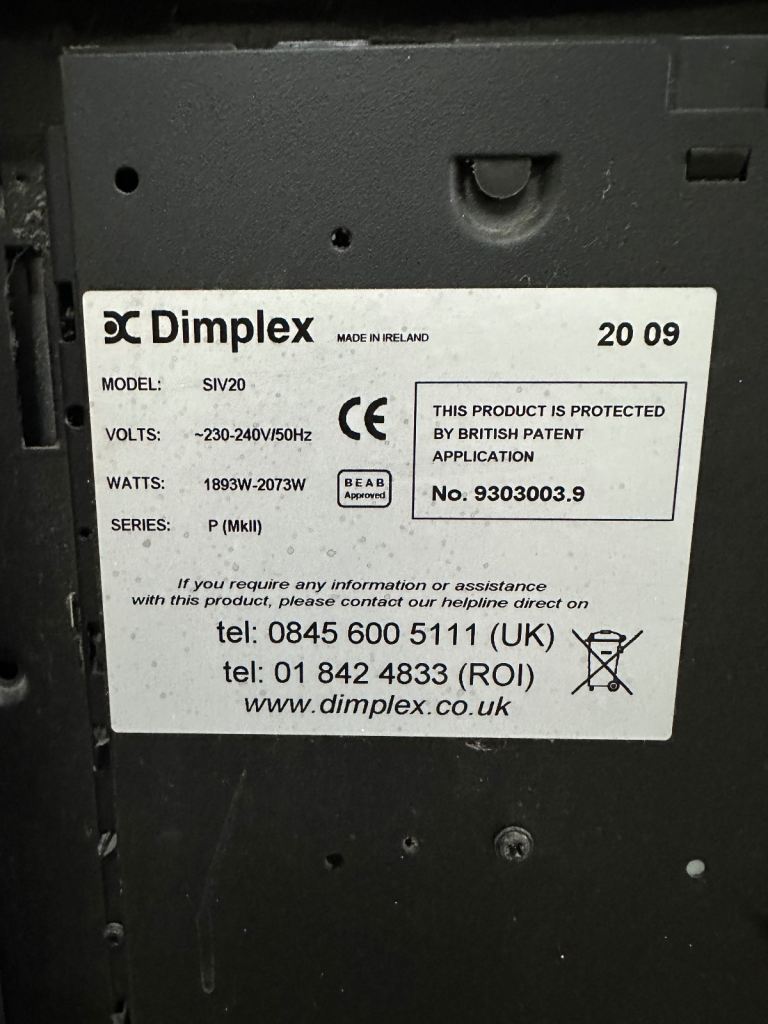 Dimplex MADE IN IRELAND 20 09
MODEL: SIV20
VOLTS: ~230-240V/50Hz
WATTS: 1893W-2073W
SERIES: P (MkII)
CE
BEAB
Approved
THIS PRODUCT IS PROTECTED
BY BRITISH PATENT
APPLICATION
No. 9303003.9
If you require any information or assistance
with this product, please contact our helpline direct on
tel: 0845 600 5111 (UK)
tel: 01 842 4833 (ROI)
www.dimplex.co.uk